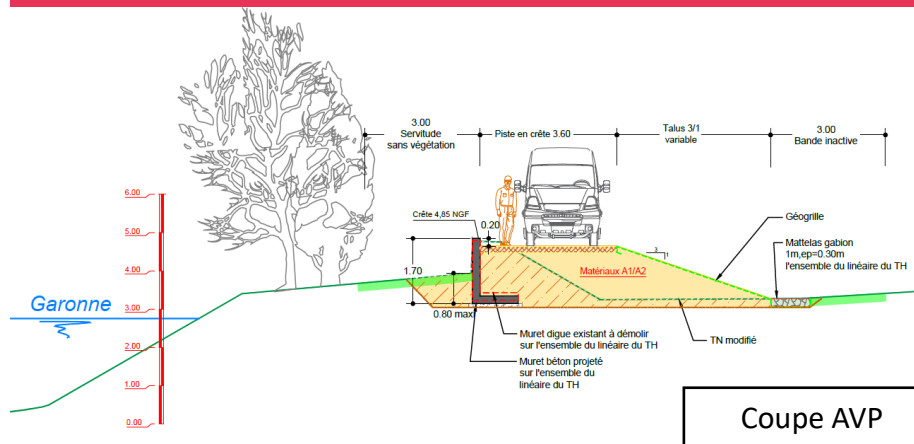 3.00
Servitude
sans végétation
Piste en crête 3.60
Talus 3/1
variable
3.00
Bande inactive
6.00
5.00
4.00
3.00
2.00
1.00
0.00
Crête 4,85 NGF
0.20
1.70
0.80 max
Garonne
Matériaux A1/A2
3
1
Géogrille
Mattelas gabion
1m,ep=0.30m
l'ensemble du linéaire du TH
TN modifié
Muret digue existant à démolir
sur l'ensemble du linéaire du TH
Muret béton projeté
sur l'ensemble du
linéaire du TH
Coupe AVP